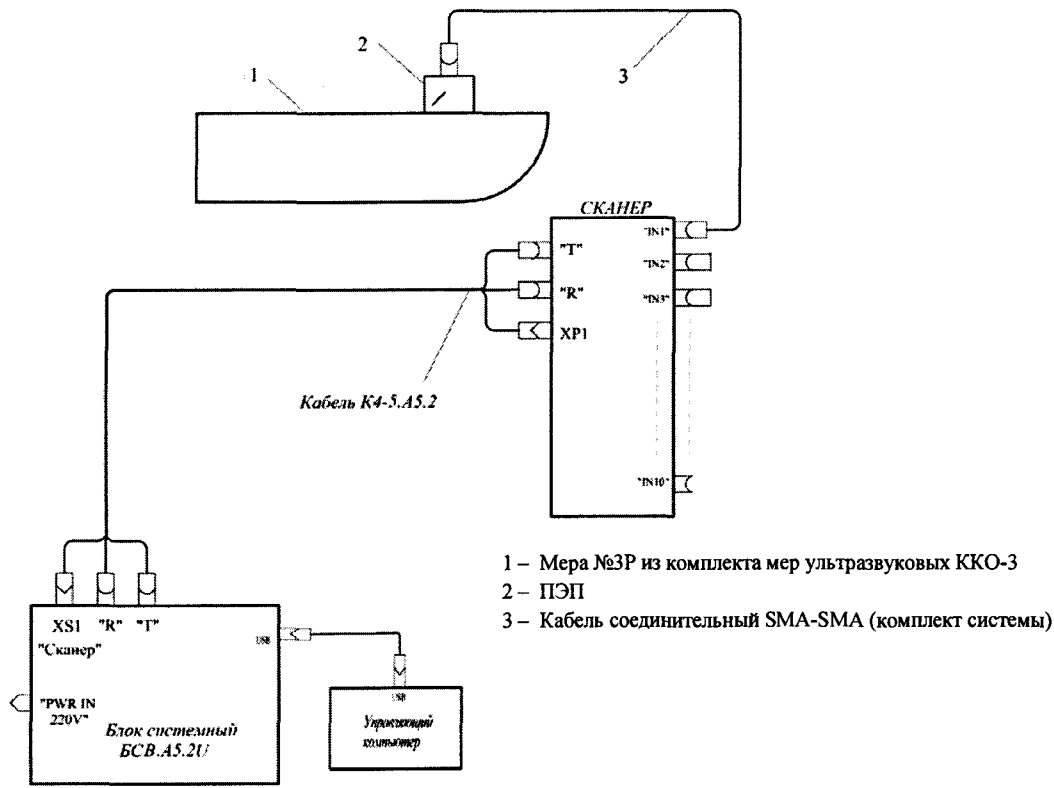 1
2
3
СКАНЕР
"IN1"
"T"
"IN2"
"R"
"IN3"
XP1
Кабель К4-5.А5.2
"IN10"
1 – Мера №3Р из комплекта мер ультразвуковых ККО-3
2 – ПЭП
3 – Кабель соединительный SMA-SMA (комплект системы)
XS1 "R" "T"
"Сканер"
USB
"PWR IN
220V"
Блок системный
БСВ.А5.2U
USB
Управляющий
компьютер